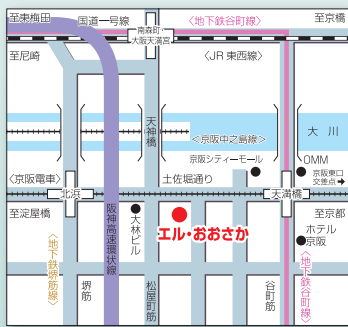 至東梅田
国道一号線
〈地下鉄谷町線〉
至京橋
南森町・
大阪天満宮
至尼崎
〈JR東西線〉
天神橋
〈京阪中之島線〉
大川
京阪シティーモール
OMM
〈京阪電車〉
北浜
土佐堀通り
天満橋
京阪東口
交差点➡
至淀屋橋
大林ビル
エル・おおさか
至京都
ホテル
京阪
〈地下鉄堺筋線〉
堺筋
阪神高速環状線
松屋町筋
谷町筋
〈地下鉄谷町線〉